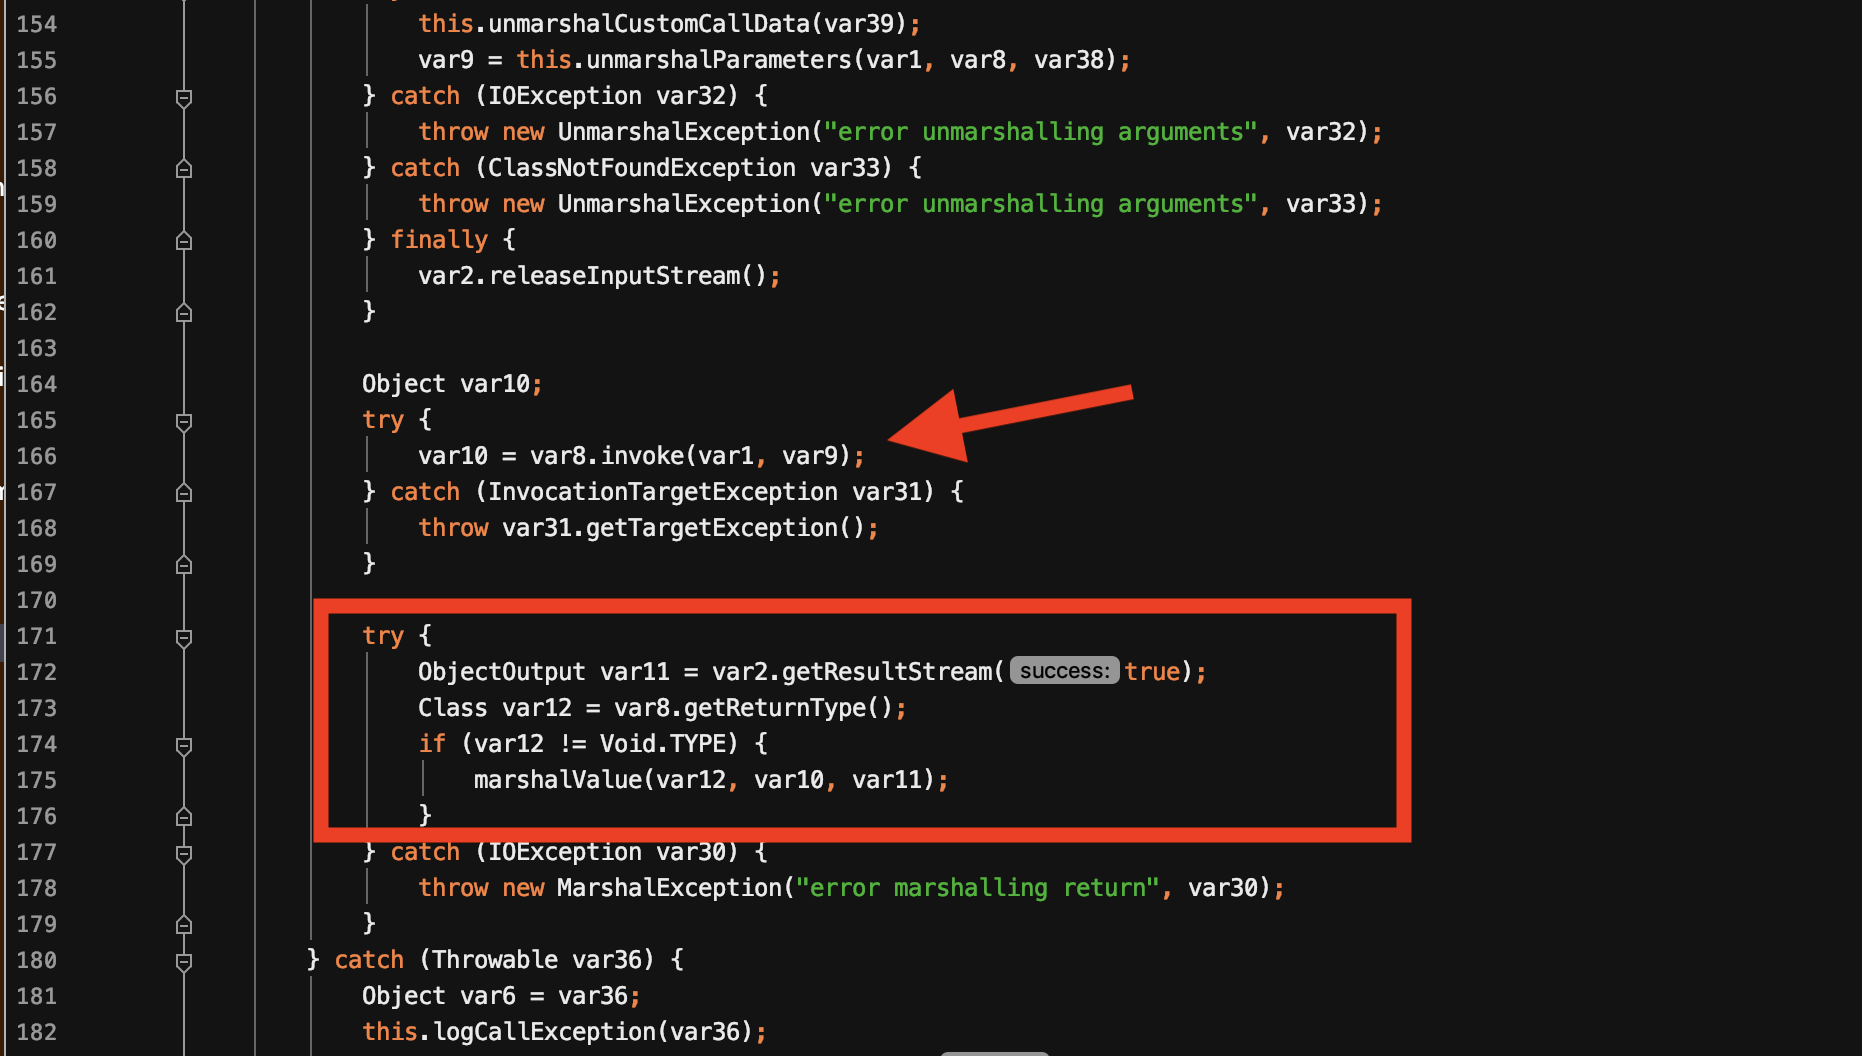 154 this.unmarshalCustomCallData(var39);
155 var9 = this.unmarshalParameters(var1, var8, var38);
156 } catch (IOException var32) {
157 throw new UnmarshalException("error unmarshalling arguments", var32);
158 } catch (ClassNotFoundException var33) {
159 throw new UnmarshalException("error unmarshalling arguments", var33);
160 } finally {
161 var2.releaseInputStream();
162 }
163
164 Object var10;
165 try {
166 var10 = var8.invoke(var1, var9);
167 } catch (InvocationTargetException var31) {
168 throw var31.getTargetException();
169 }
170
171 try {
172 ObjectOutput var11 = var2.getResultStream( success: true);
173 Class var12 = var8.getReturnType();
174 if (var12 != Void.TYPE) {
175 marshalValue(var12, var10, var11);
176 }
177 } catch (IOException var30) {
178 throw new MarshalException("error marshalling return", var30);
179 }
180 } catch (Throwable var36) {
181 Object var6 = var36;
182 this.logCallException(var36);